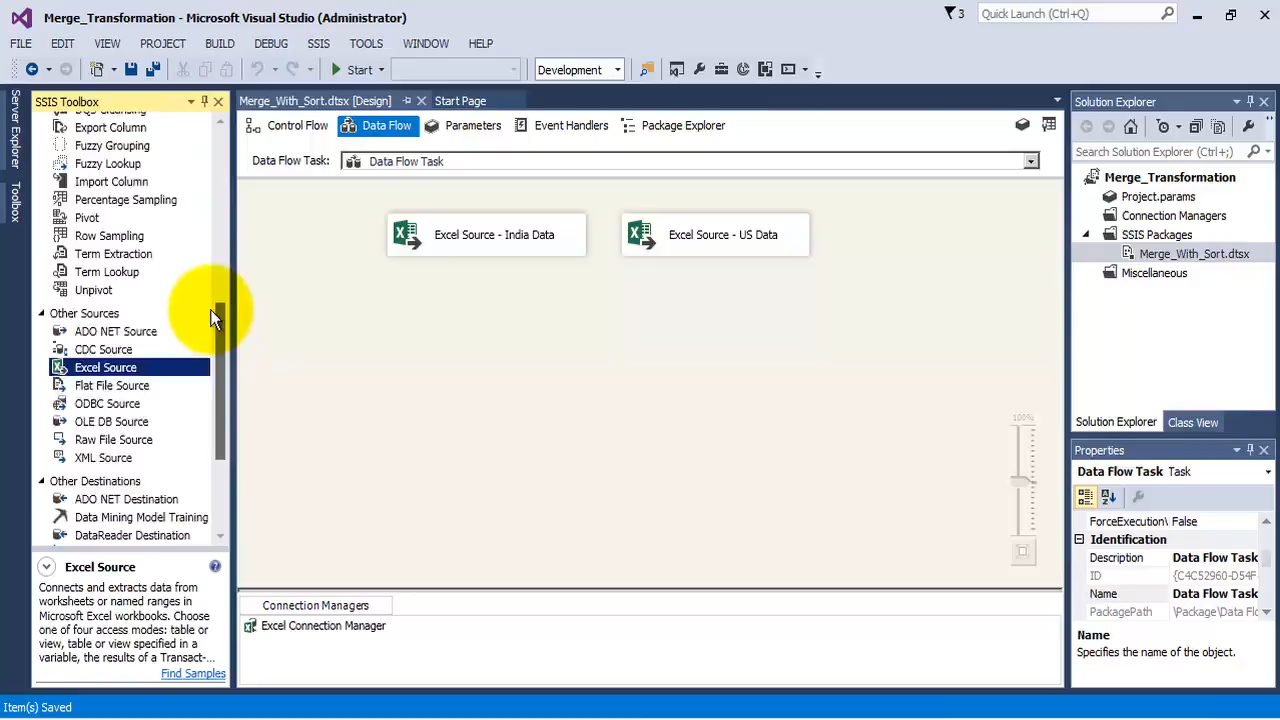 Merge_Transformation - Microsoft Visual Studio (Administrator)
3
Quick Launch (Ctrl+Q)
FILE EDIT VIEW PROJECT BUILD DEBUG SSIS TOOLS WINDOW HELP
Start
Development
Server Explorer
Toolbox
SSIS Toolbox
Export Column
Fuzzy Grouping
Fuzzy Lookup
Import Column
Percentage Sampling
Pivot
Row Sampling
Term Extraction
Term Lookup
Unpivot
Other Sources
ADO NET Source
CDC Source
Excel Source
Flat File Source
ODBC Source
OLE DB Source
Raw File Source
XML Source
Other Destinations
ADO NET Destination
Data Mining Model Training
DataReader Destination
Excel Source
Connects and extracts data from
worksheets or named ranges in
Microsoft Excel workbooks. Choose
one of four access modes: table or
view, table or view specified in a
variable, the results of a Transact-...
Find Samples
Merge_With_Sort.dtsx [Design]
Start Page
Control Flow
Data Flow
Parameters
Event Handlers
Package Explorer
Data Flow Task:
Data Flow Task
Excel Source - India Data
Excel Source - US Data
100%
Connection Managers
Excel Connection Manager
Solution Explorer
Search Solution Explorer (Ctrl+;)
Merge_Transformation
Project.params
Connection Managers
SSIS Packages
Merge_With_Sort.dtsx
Miscellaneous
Solution Explorer
Class View
Properties
Data Flow Task Task
ForceExecution\ False
Identification
Description Data Flow Task
ID {C4C52960-D54F
Name Data Flow Task
PackagePath \Package\Data Flo
Name
Specifies the name of the object.
Item(s) Saved